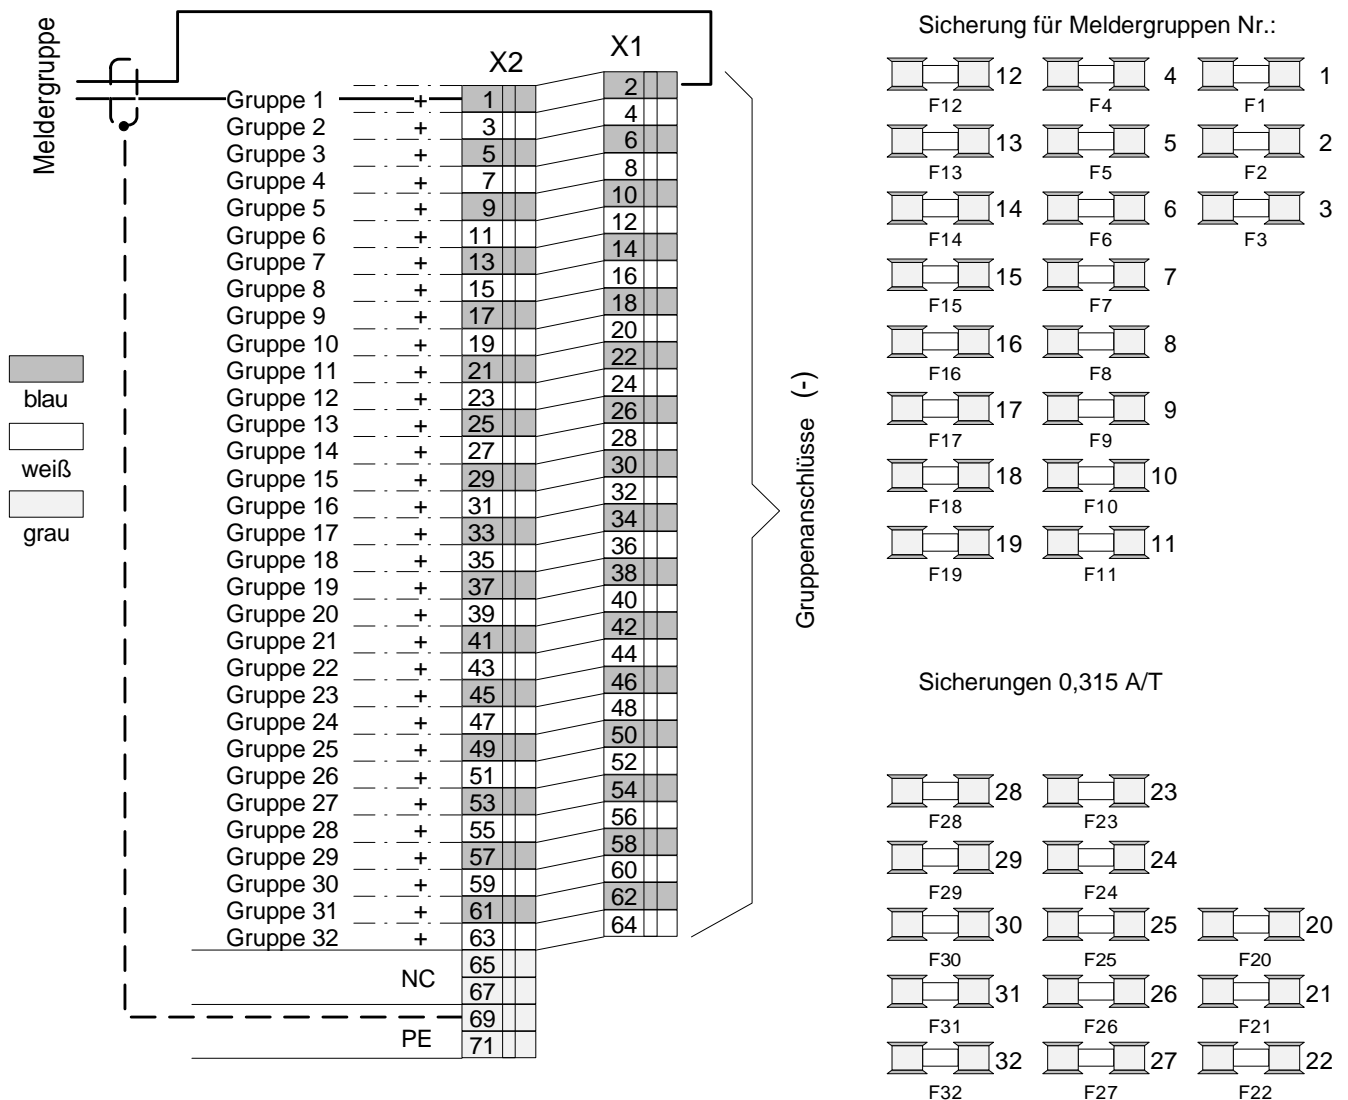 Meldergruppe
X2
X1
Gruppe 1 + 1 2
Gruppe 2 + 3 4
Gruppe 3 + 5 6
Gruppe 4 + 7 8
Gruppe 5 + 9 10
Gruppe 6 + 11 12
Gruppe 7 + 13 14
Gruppe 8 + 15 16
Gruppe 9 + 17 18
Gruppe 10 + 19 20
Gruppe 11 + 21 22
Gruppe 12 + 23 24
Gruppe 13 + 25 26
Gruppe 14 + 27 28
Gruppe 15 + 29 30
Gruppe 16 + 31 32
Gruppe 17 + 33 34
Gruppe 18 + 35 36
Gruppe 19 + 37 38
Gruppe 20 + 39 40
Gruppe 21 + 41 42
Gruppe 22 + 43 44
Gruppe 23 + 45 46
Gruppe 24 + 47 48
Gruppe 25 + 49 50
Gruppe 26 + 51 52
Gruppe 27 + 53 54
Gruppe 28 + 55 56
Gruppe 29 + 57 58
Gruppe 30 + 59 60
Gruppe 31 + 61 62
Gruppe 32 + 63 64
65
NC
67
69
PE
71
blau
weiß
grau
Gruppenanschlüsse (-)
Sicherung für Meldergruppen Nr.:
12 4 1
F12 F4 F1
13 5 2
F13 F5 F2
14 6 3
F14 F6 F3
15 7
F15 F7
16 8
F16 F8
17 9
F17 F9
18 10
F18 F10
19 11
F19 F11
Sicherungen 0,315 A/T
28 23
F28 F23
29 24
F29 F24
30 25 20
F30 F25 F20
31 26 21
F31 F26 F21
32 27 22
F32 F27 F22